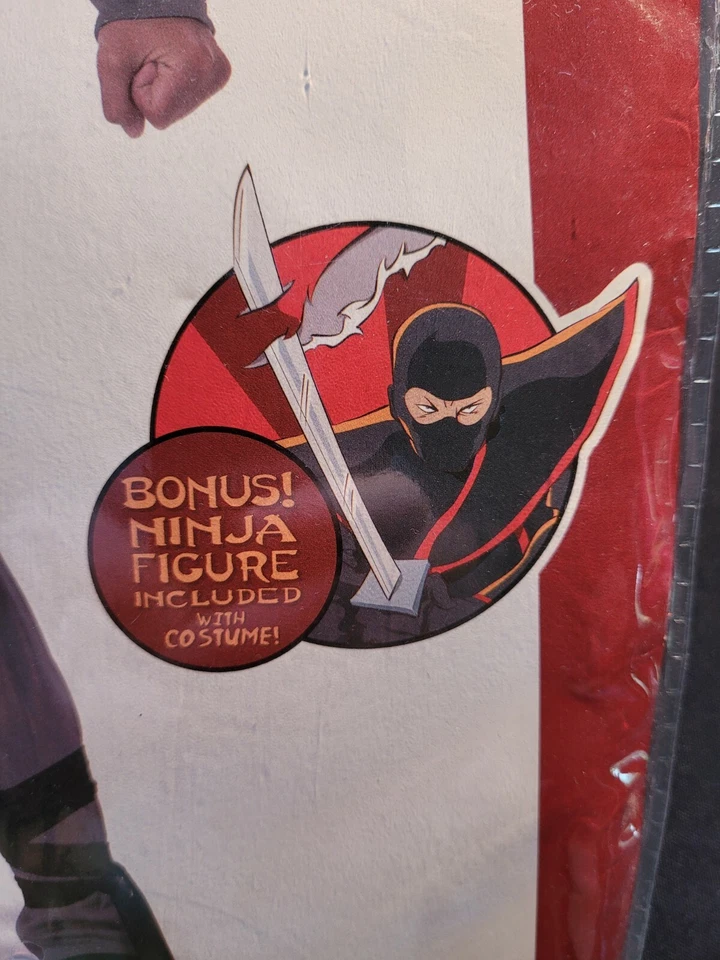 BONUS!
NINJA
FIGURE
INCLUDED
WITH
COSTUME!